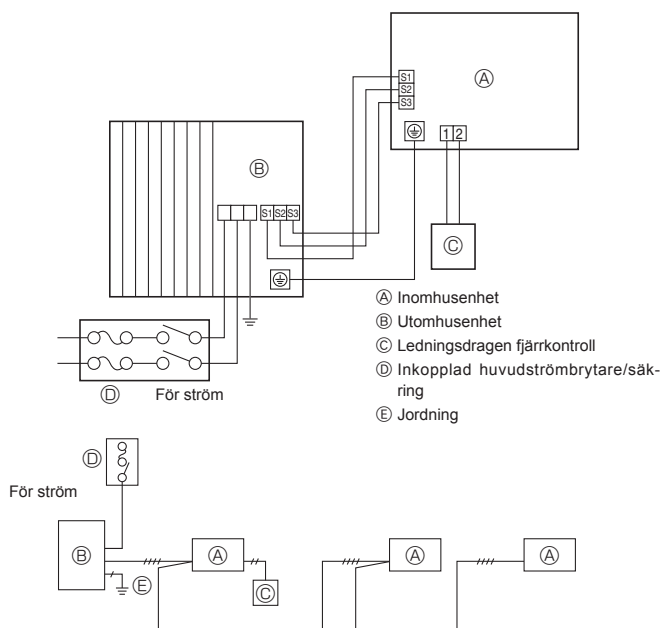 Ⓐ
S1
S2
S3
1 2
Ⓑ
S1 S2 S3
Ⓒ
Ⓐ Inomhusenhet
Ⓑ Utomhusenhet
Ⓒ Ledningsdragen fjärrkontroll
Ⓓ Inkopplad huvudströmbrytare/säk-
ring
Ⓔ Jordning
Ⓓ För ström
Ⓓ
För ström
Ⓑ Ⓐ Ⓐ Ⓐ
Ⓔ Ⓒ